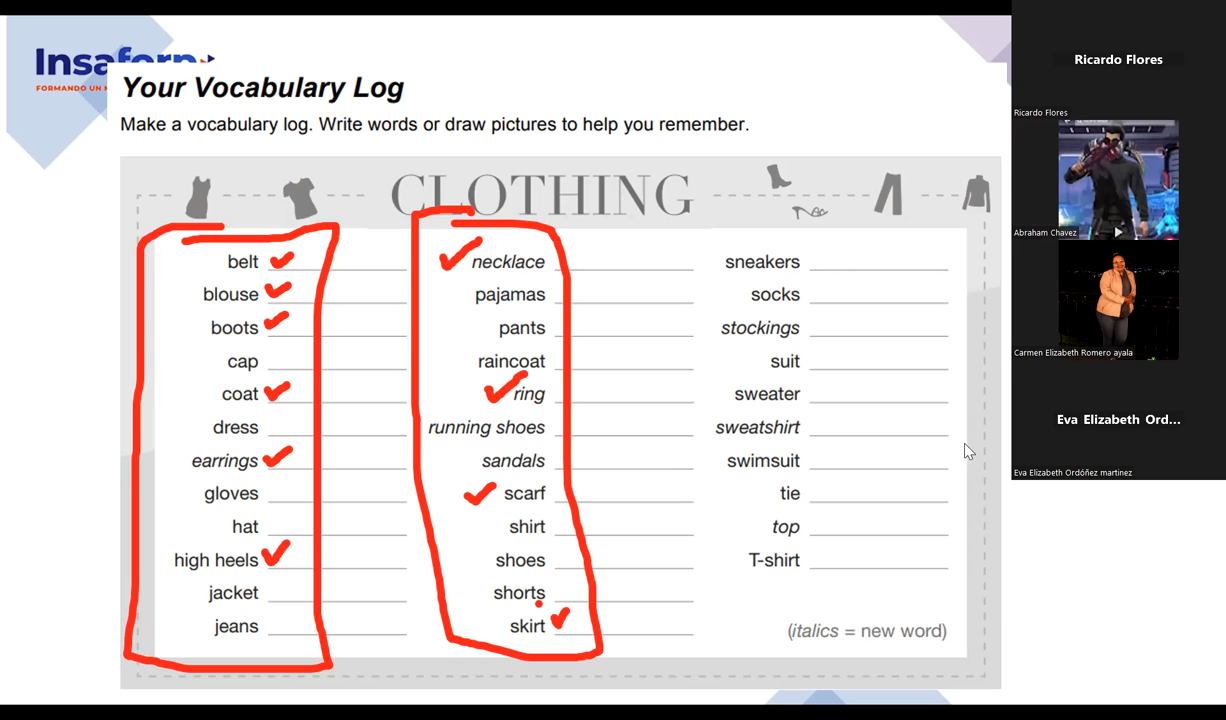 Insaforp
FORMANDO UN
Your Vocabulary Log
Make a vocabulary log. Write words or draw pictures to help you remember.
CLOTHING
belt
blouse
boots
cap
coat
dress
earrings
gloves
hat
high heels
jacket
jeans
necklace
pajamas
pants
raincoat
ring
running shoes
sandals
scarf
shirt
shoes
shorts
skirt
sneakers
socks
stockings
suit
sweater
sweatshirt
swimsuit
tie
top
T-shirt
(italics = new word)
Ricardo Flores
Ricardo Flores
Abraham Chavez
Carmen Elizabeth Romero ayala
Eva Elizabeth Ord...
Eva Elizabeth Ordóñez martinez